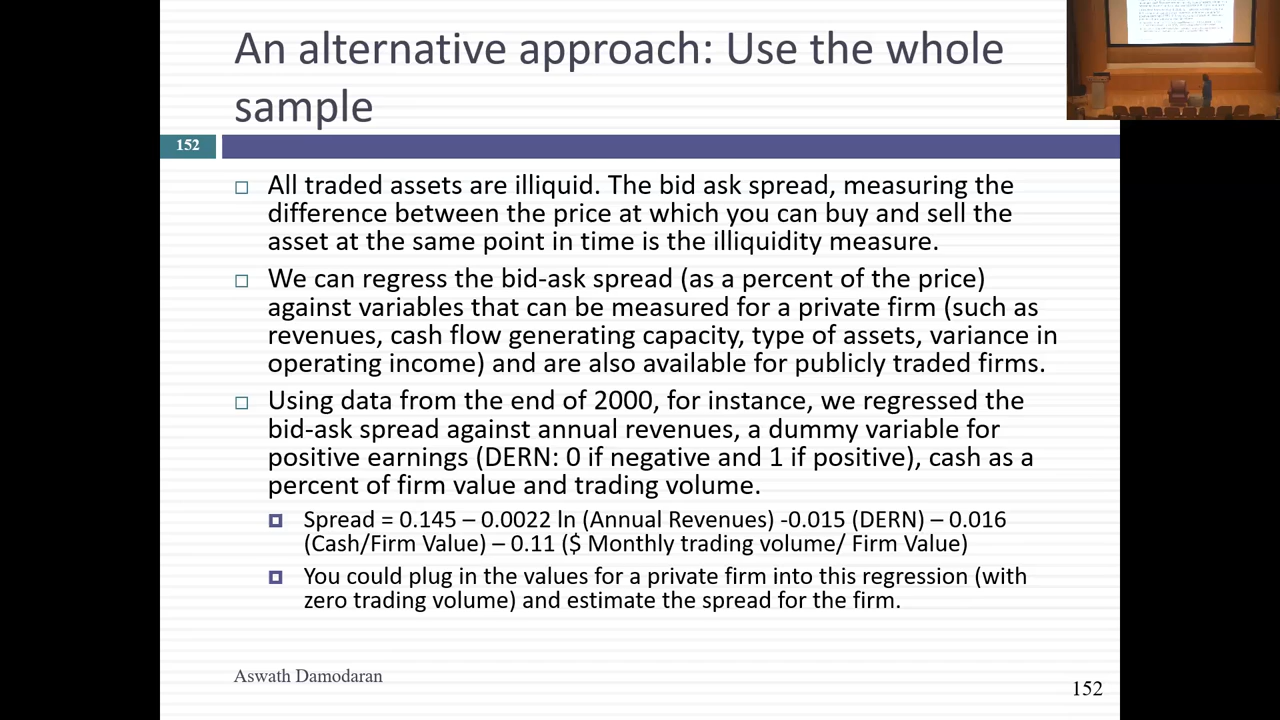 An alternative approach: Use the whole
sample
152
□ All traded assets are illiquid. The bid ask spread, measuring the
difference between the price at which you can buy and sell the
asset at the same point in time is the illiquidity measure.
□ We can regress the bid-ask spread (as a percent of the price)
against variables that can be measured for a private firm (such as
revenues, cash flow generating capacity, type of assets, variance in
operating income) and are also available for publicly traded firms.
□ Using data from the end of 2000, for instance, we regressed the
bid-ask spread against annual revenues, a dummy variable for
positive earnings (DERN: 0 if negative and 1 if positive), cash as a
percent of firm value and trading volume.
Spread = 0.145 – 0.0022 ln (Annual Revenues) -0.015 (DERN) – 0.016
(Cash/Firm Value) – 0.11 ($ Monthly trading volume/ Firm Value)
You could plug in the values for a private firm into this regression (with
zero trading volume) and estimate the spread for the firm.
Aswath Damodaran
152